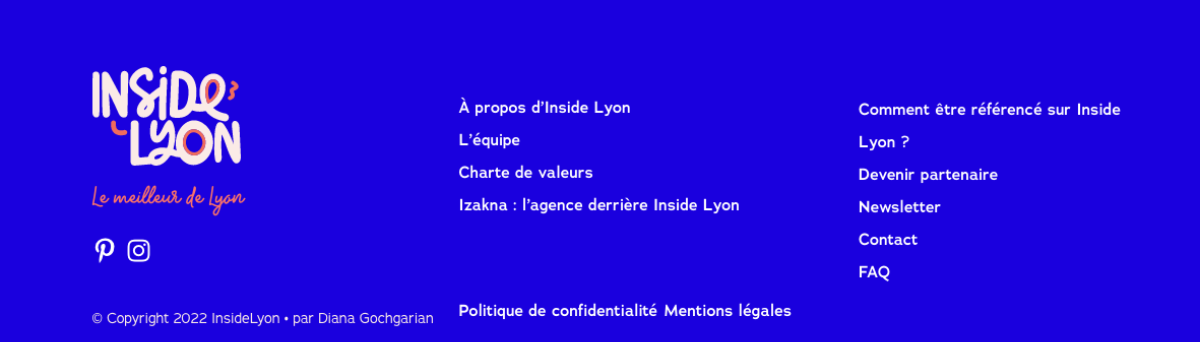 INSIDE
LYON
Le meilleur de Lyon
© Copyright 2022 InsideLyon • par Diana Gochgarian
À propos d'Inside Lyon
L'équipe
Charte de valeurs
Izakna : l'agence derrière Inside Lyon
Politique de confidentialité Mentions légales
Comment être référencé sur Inside
Lyon ?
Devenir partenaire
Newsletter
Contact
FAQ